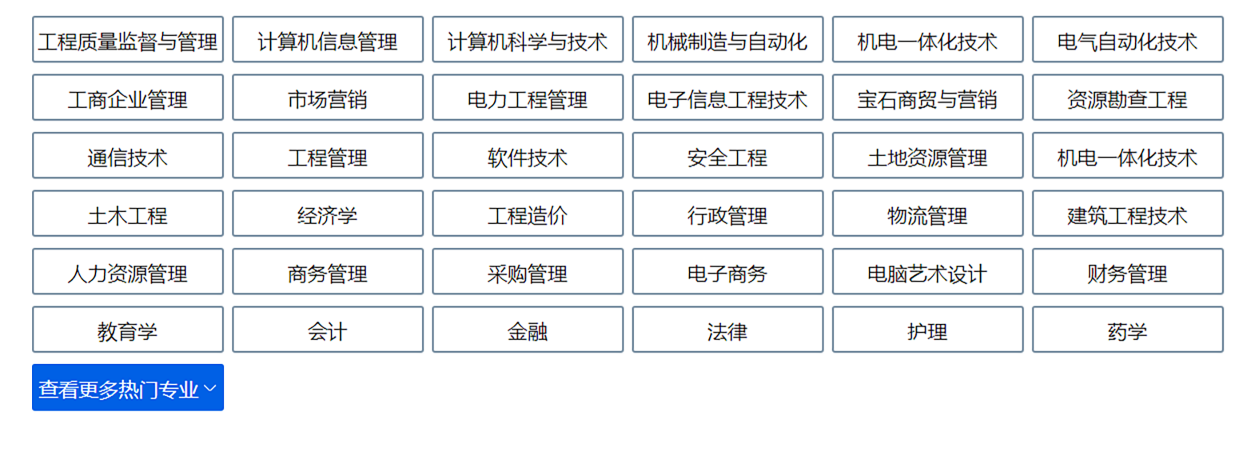 工程质量监督与管理 计算机信息管理 计算机科学与技术 机械制造与自动化 机电一体化技术 电气自动化技术
工商企业管理 市场营销 电力工程管理 电子信息工程技术 宝石商贸与营销 资源勘查工程
通信技术 工程管理 软件技术 安全工程 土地资源管理 机电一体化技术
土木工程 经济学 工程造价 行政管理 物流管理 建筑工程技术
人力资源管理 商务管理 采购管理 电子商务 电脑艺术设计 财务管理
教育学 会计 金融 法律 护理 药学
查看更多热门专业